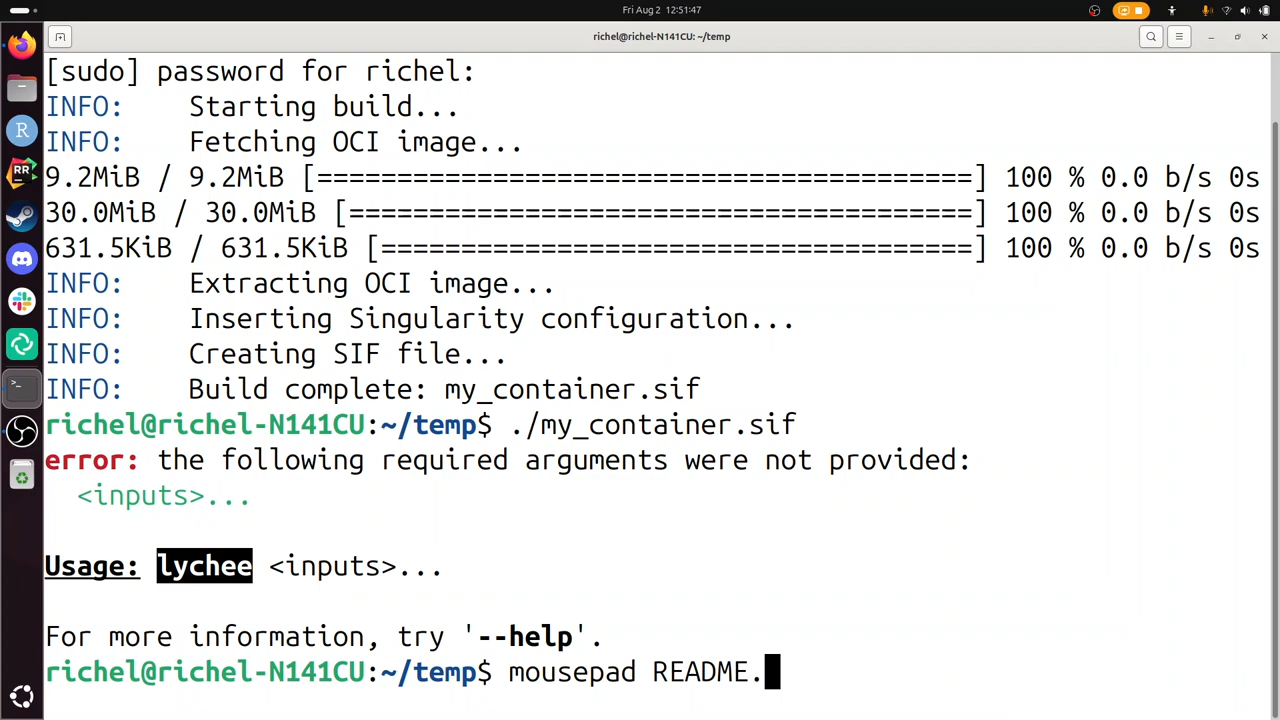 Fri Aug 2 12:51:47
richel@richel-N141CU: ~/temp
[sudo] password for richel:
INFO:    Starting build...
INFO:    Fetching OCI image...
9.2MiB / 9.2MiB [=========================================] 100 % 0.0 b/s 0s
30.0MiB / 30.0MiB [=======================================] 100 % 0.0 b/s 0s
631.5KiB / 631.5KiB [=====================================] 100 % 0.0 b/s 0s
INFO:    Extracting OCI image...
INFO:    Inserting Singularity configuration...
INFO:    Creating SIF file...
INFO:    Build complete: my_container.sif
richel@richel-N141CU:~/temp$ ./my_container.sif
error: the following required arguments were not provided:
  <inputs>...
Usage: lychee <inputs>...
For more information, try '--help'.
richel@richel-N141CU:~/temp$ mousepad README.
R
RR